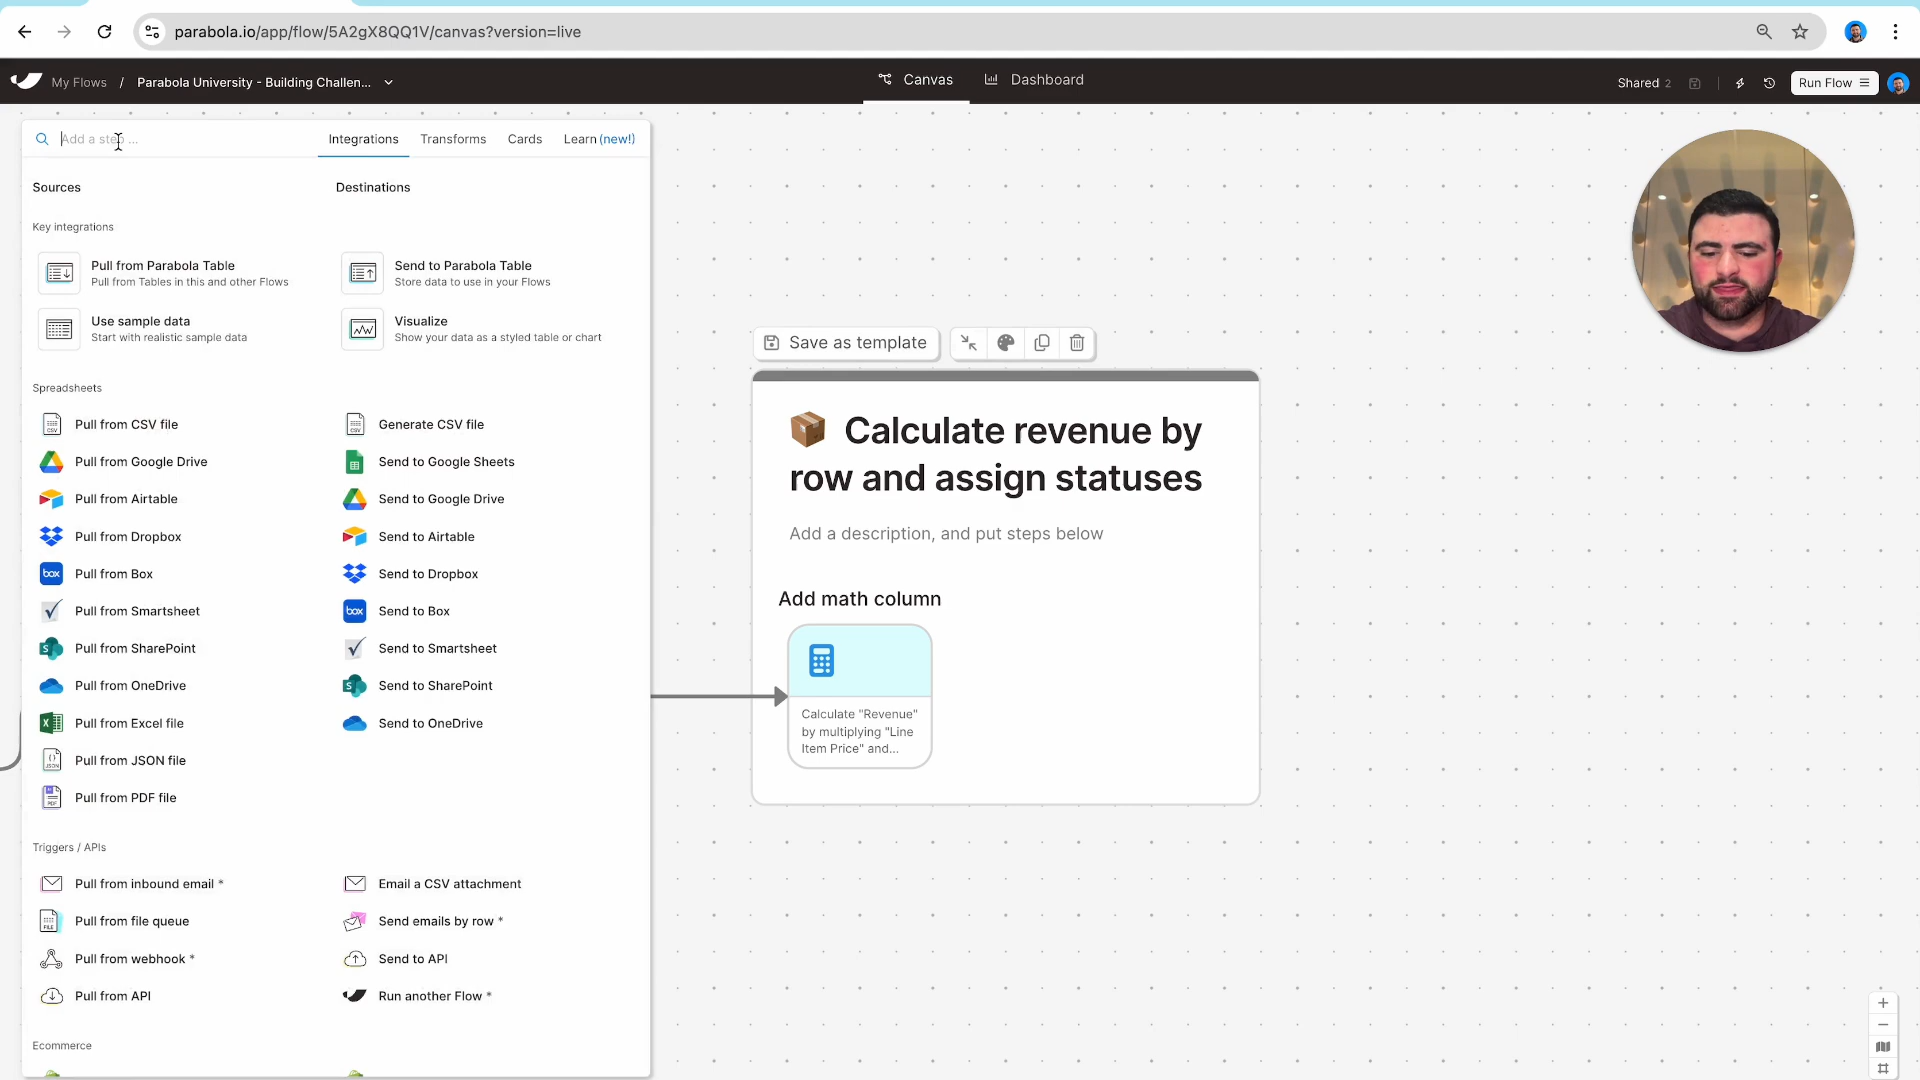 parabola.io/app/flow/5A2gX8QQ1V/canvas?version=live
My Flows / Parabola University - Building Challen...
Canvas
Dashboard
Shared 2
Run Flow
Add a step ...
Integrations
Transforms
Cards
Learn (new!)
Sources
Destinations
Key integrations
Pull from Parabola Table
Pull from Tables in this and other Flows
Send to Parabola Table
Store data to use in your Flows
Use sample data
Start with realistic sample data
Visualize
Show your data as a styled table or chart
Spreadsheets
Pull from CSV file
Generate CSV file
Pull from Google Drive
Send to Google Sheets
Pull from Airtable
Send to Google Drive
Pull from Dropbox
Send to Airtable
Pull from Box
Send to Dropbox
Pull from Smartsheet
Send to Box
Pull from SharePoint
Send to Smartsheet
Pull from OneDrive
Send to SharePoint
Pull from Excel file
Send to OneDrive
Pull from JSON file
Pull from PDF file
Triggers / APIs
Pull from inbound email *
Email a CSV attachment
Pull from file queue
Send emails by row *
Pull from webhook *
Send to API
Pull from API
Run another Flow *
Ecommerce
Save as template
Calculate revenue by
row and assign statuses
Add a description, and put steps below
Add math column
Calculate "Revenue"
by multiplying "Line
Item Price" and...